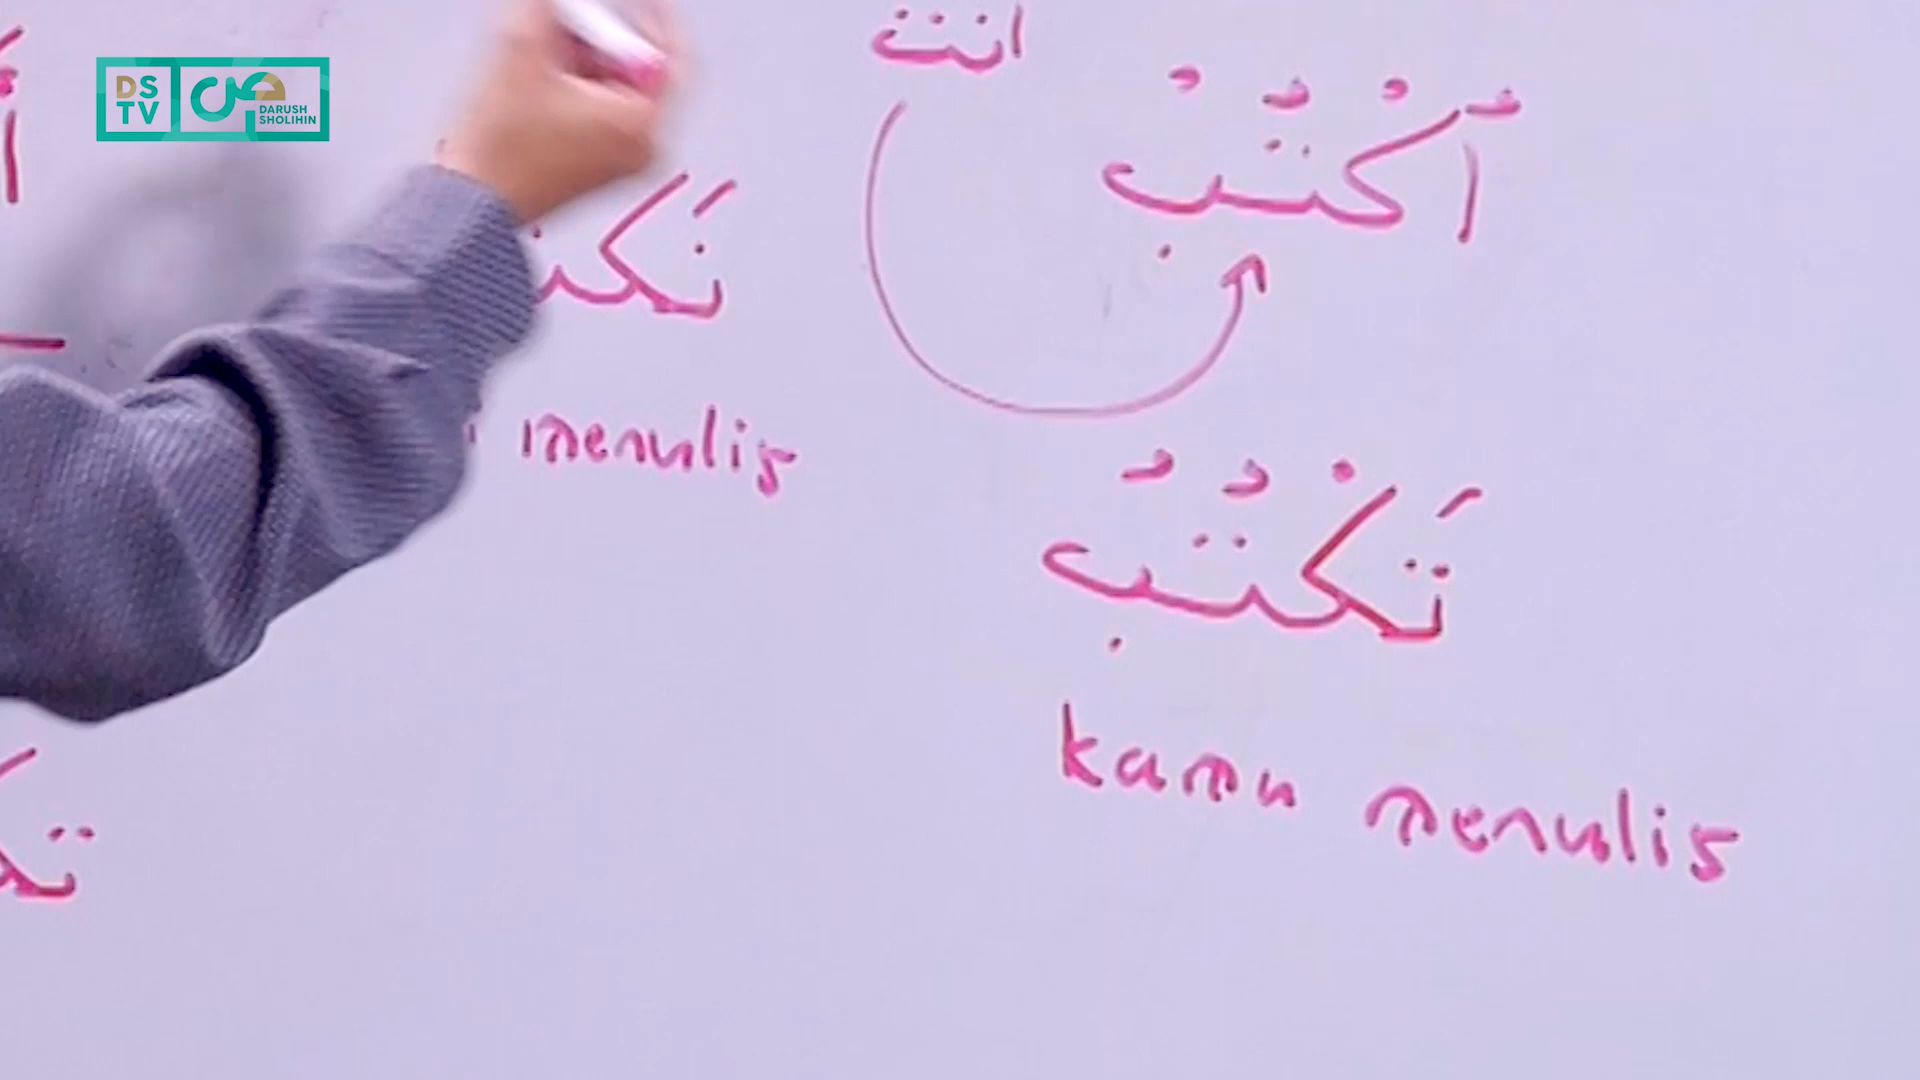 DS
TV
DARUSH
SHOLIHIN
انت
اُكْتُبْ
تَكْتُبُ
kamu menulis
menulis